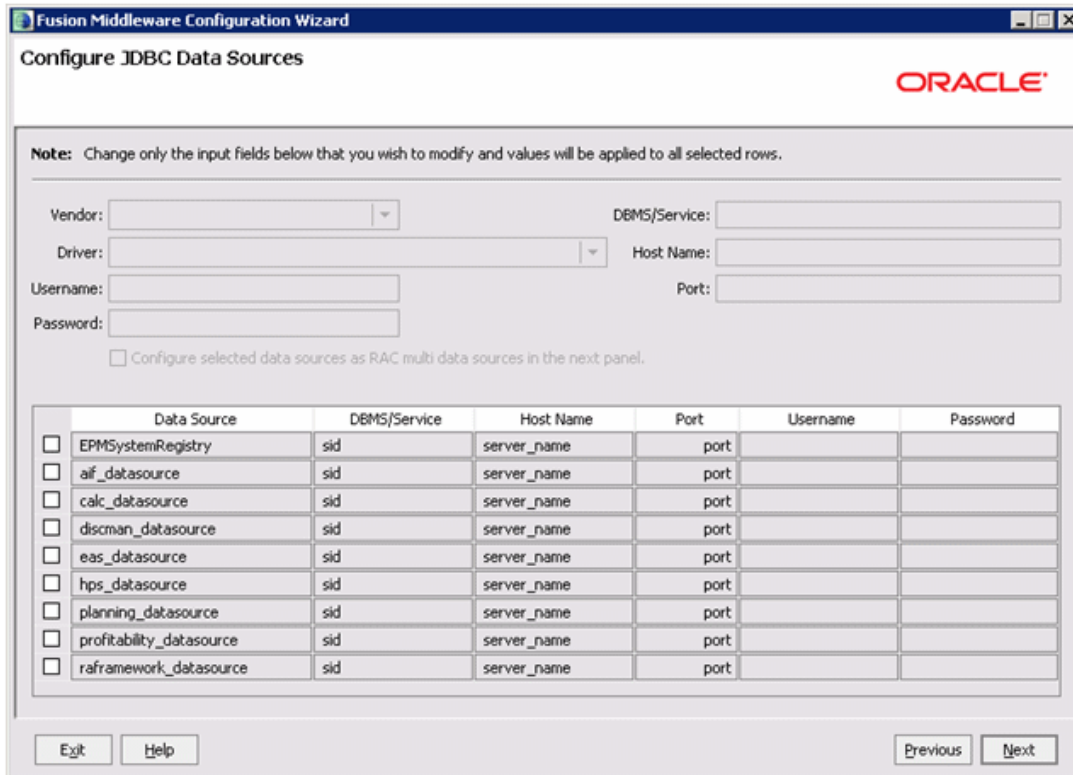 Fusion Middleware Configuration Wizard
Configure JDBC Data Sources
ORACLE
Note: Change only the input fields below that you wish to modify and values will be applied to all selected rows.
Vendor:
DBMS/Service:
Driver:
Host Name:
Username:
Port:
Password:
Configure selected data sources as RAC multi data sources in the next panel.
Data Source DBMS/Service Host Name Port Username Password
EPMSystemRegistry sid server_name port
aif_datasource sid server_name port
calc_datasource sid server_name port
discman_datasource sid server_name port
eas_datasource sid server_name port
hps_datasource sid server_name port
planning_datasource sid server_name port
profitability_datasource sid server_name port
raframework_datasource sid server_name port
Exit Help Previous Next